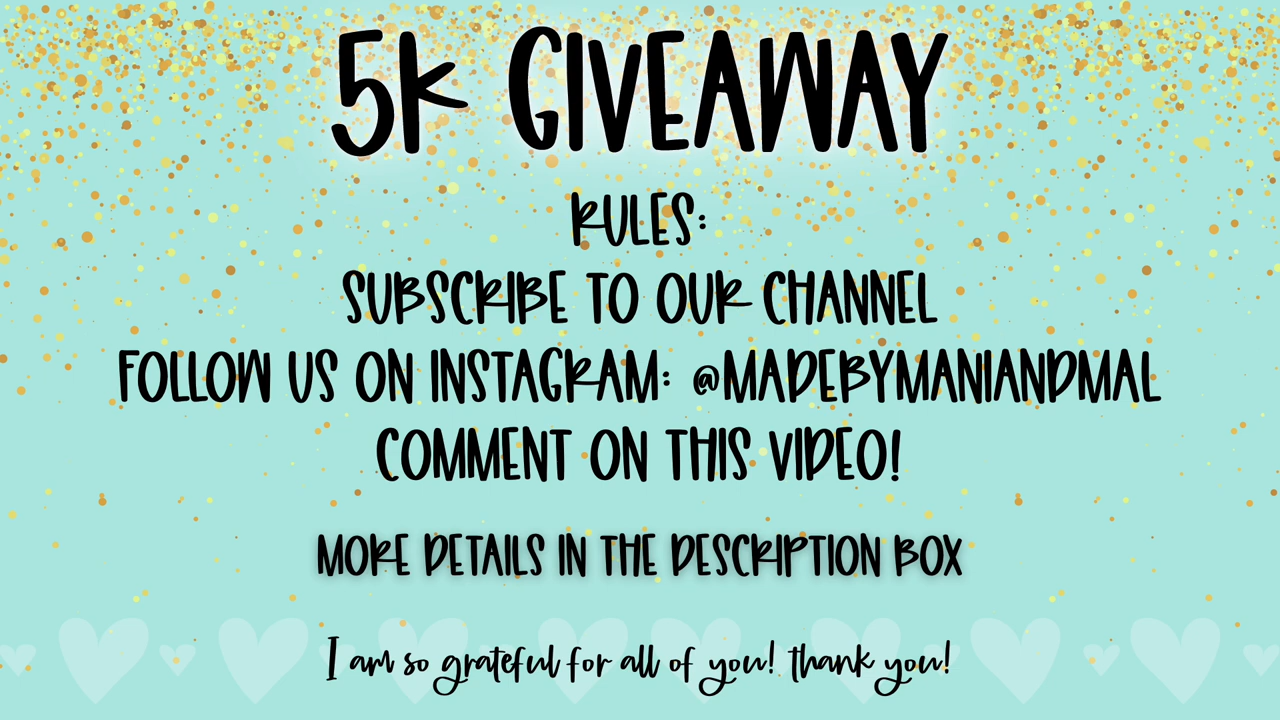 5K GIVEAWAY
RULES:
SUBSCRIBE TO OUR CHANNEL
FOLLOW US ON INSTAGRAM: @MADEBYMANIANDMAL
COMMENT ON THIS VIDEO!
MORE DETAILS IN THE DESCRIPTION BOX
I am so grateful for all of you! thank you!